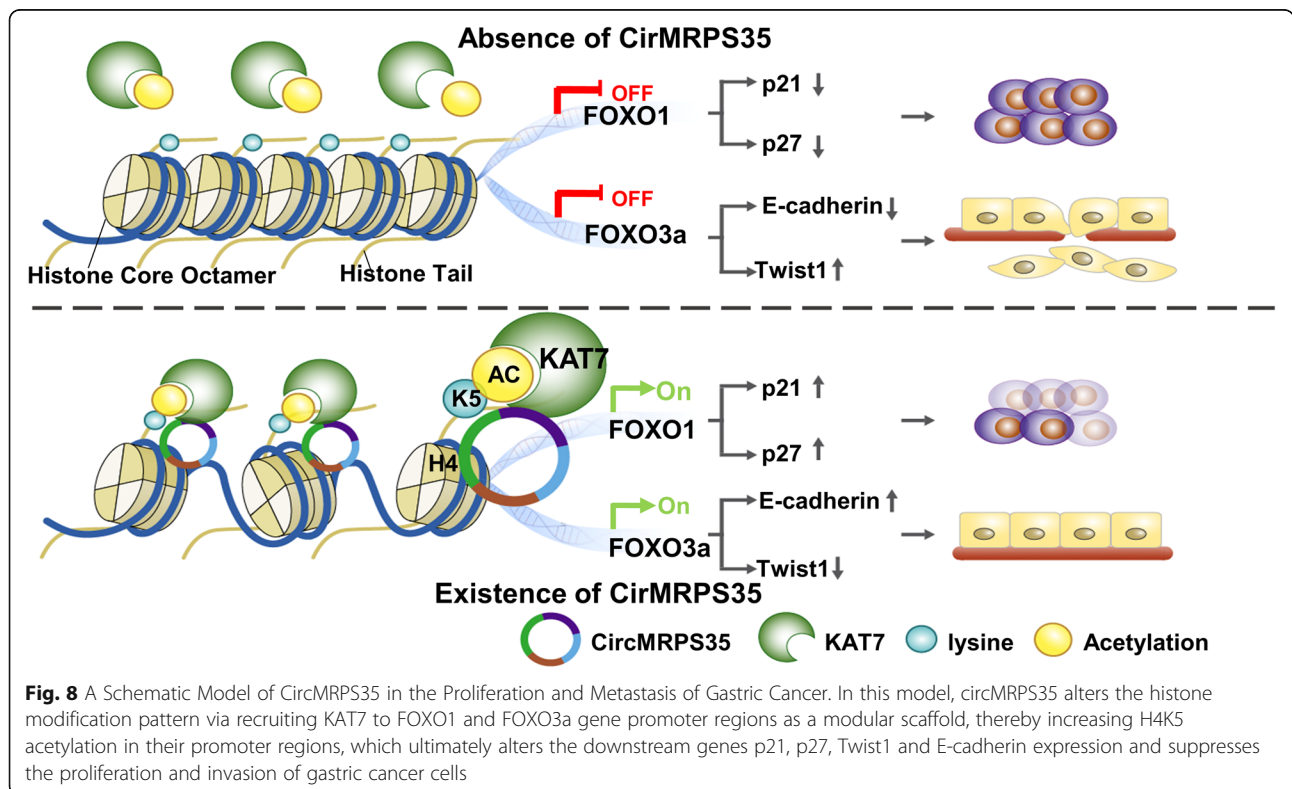 Absence of CirMRPS35
OFF
FOXO1
p21 ↓
p27 ↓
OFF
FOXO3a
E-cadherin ↓
Twist1 ↑
Histone Core Octamer
Histone Tail
KAT7
AC
K5
H4
On
FOXO1
p21 ↑
p27 ↑
On
FOXO3a
E-cadherin ↑
Twist1 ↓
Existence of CirMRPS35
CircMRPS35
KAT7
lysine
Acetylation
Fig. 8 A Schematic Model of CircMRPS35 in the Proliferation and Metastasis of Gastric Cancer. In this model, circMRPS35 alters the histone
modification pattern via recruiting KAT7 to FOXO1 and FOXO3a gene promoter regions as a modular scaffold, thereby increasing H4K5
acetylation in their promoter regions, which ultimately alters the downstream genes p21, p27, Twist1 and E-cadherin expression and suppresses
the proliferation and invasion of gastric cancer cells